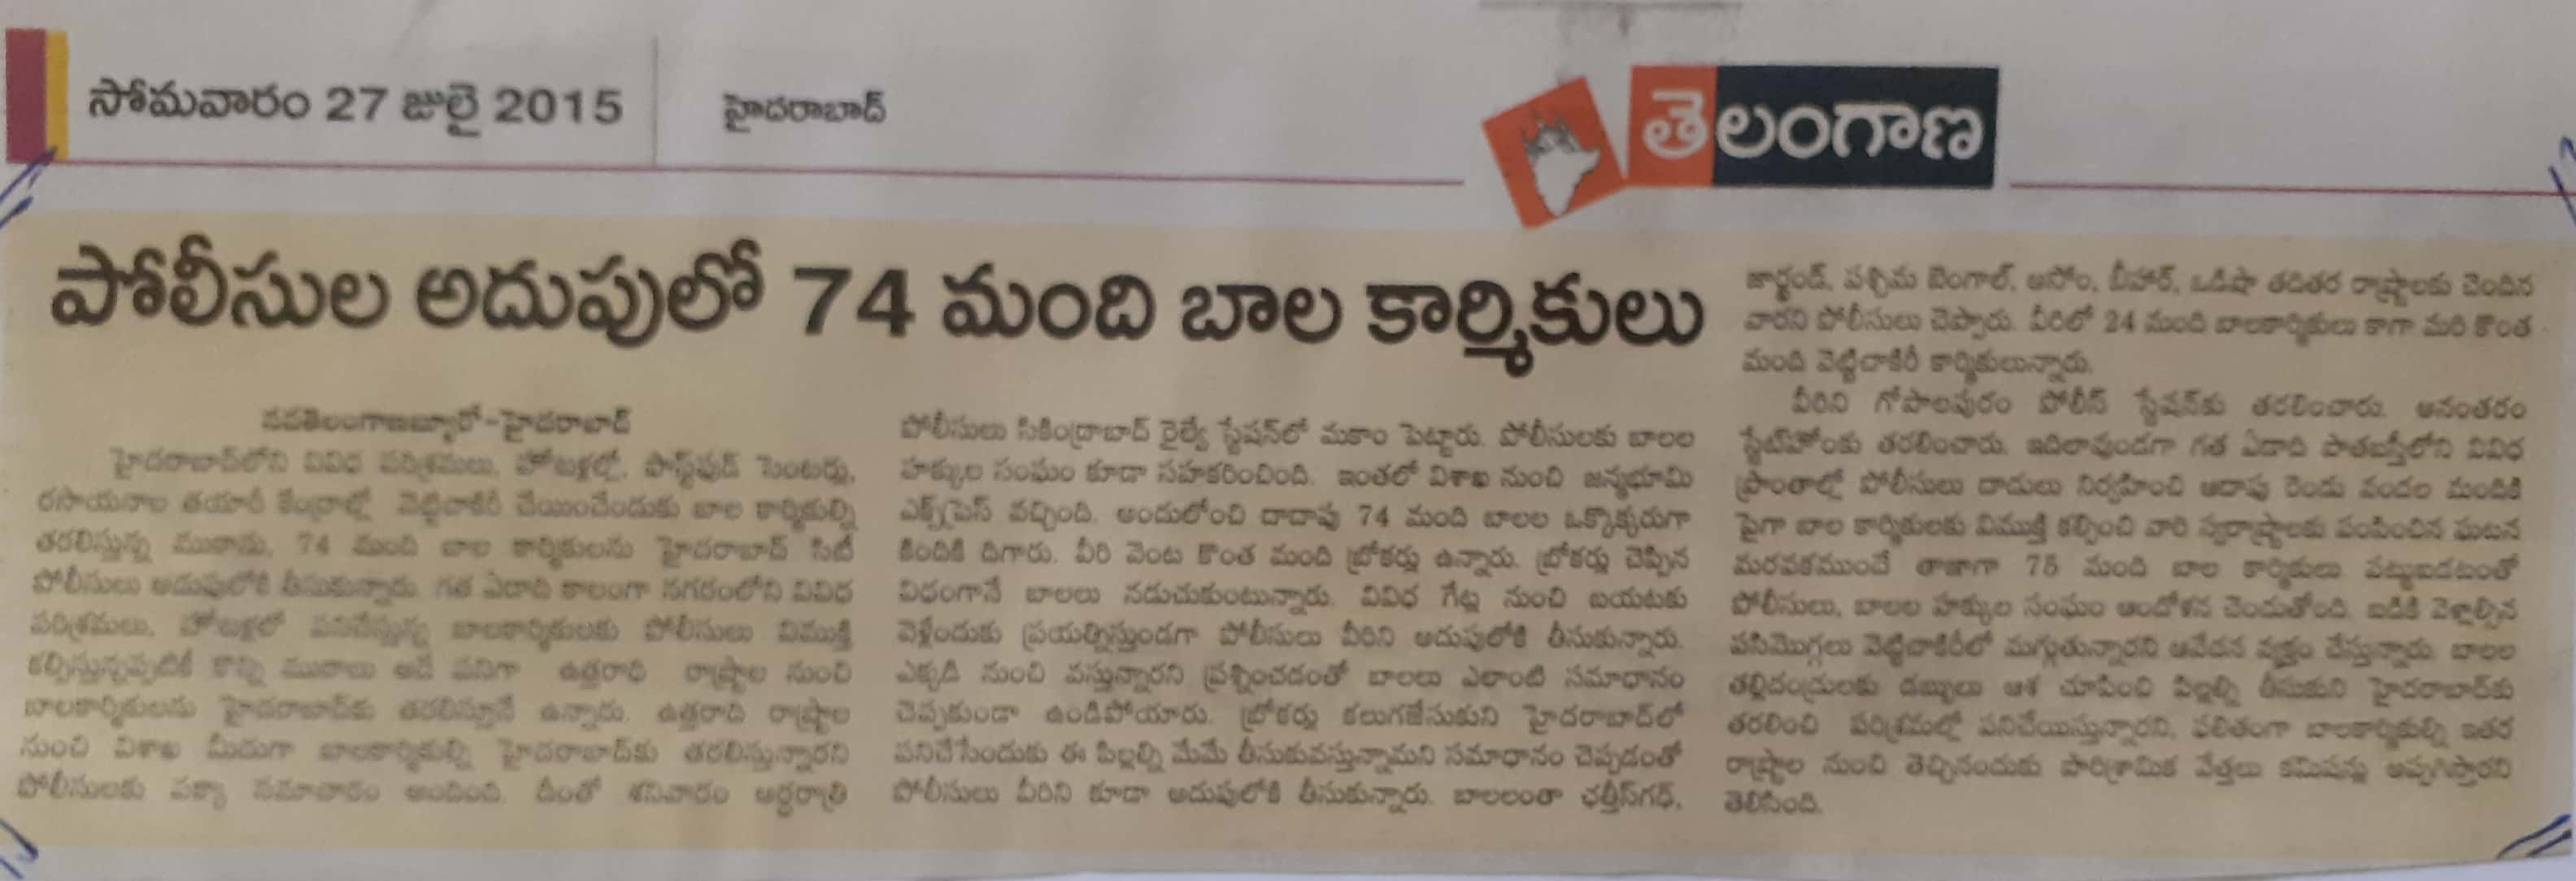 సోమవారం 27 జులై 2015
హైదరాబాద్
తెలంగాణ
పోలీసుల అదుపులో 74 మంది బాల కార్మికులు
నవతెలంగాణబ్యూరో-హైదరాబాద్
హైదరాబాద్‌లోని వివిధ పరిశ్రమలు, హోటళ్లల్లో, ఫాస్ట్‌ఫుడ్ సెంటర్లు,
రసాయనాల తయారీ కేంద్రాల్లో వెట్టిచాకిరీ చేయించేందుకు బాల కార్మికుల్ని
తరలిస్తున్న ముఠాను, 74 మంది బాల కార్మికులను హైదరాబాద్ సిటీ
పోలీసులు అదుపులోకి తీసుకున్నారు. గత ఏడాది కాలంగా నగరంలోని వివిధ
పరిశ్రమలు, హోటళ్లలో పనిచేస్తున్న బాలకార్మికులకు పోలీసులు విముక్తి
కల్పిస్తున్నప్పటికీ కొన్ని ముఠాలు అదే పనిగా ఉత్తరాది రాష్ట్రాల నుంచి
బాలకార్మికులను హైదరాబాద్‌కు తరలిస్తూనే ఉన్నారు. ఉత్తరాది రాష్ట్రాల
నుంచి విశాఖ మీదుగా బాలకార్మికుల్ని హైదరాబాద్‌కు తరలిస్తున్నారని
పోలీసులకు పక్కా సమాచారం అందింది. దీంతో శనివారం అర్ధరాత్రి
పోలీసులు సికింద్రాబాద్ రైల్వే స్టేషన్‌లో మకాం పెట్టారు. పోలీసులకు బాలల
హక్కుల సంఘం కూడా సహకరించింది. ఇంతలో విశాఖ నుంచి జన్మభూమి
ఎక్స్‌ప్రెస్ వచ్చింది. అందులోంచి దాదాపు 74 మంది బాలల ఒక్కొక్కరుగా
కిందికి దిగారు. వీరి వెంట కొంత మంది బ్రోకర్లు ఉన్నారు. బ్రోకర్లు చెప్పిన
విధంగానే బాలలు నడుచుకుంటున్నారు. వివిధ గేట్ల నుంచి బయటకు
వెళ్లేందుకు ప్రయత్నిస్తుండగా పోలీసులు వీరిని అదుపులోకి తీసుకున్నారు.
ఎక్కడి నుంచి వస్తున్నారని ప్రశ్నించడంతో బాలలు ఎలాంటి సమాధానం
చెప్పకుండా ఉండిపోయారు. బ్రోకర్లు కలుగజేసుకుని హైదరాబాద్‌లో
పనిచేసేందుకు ఈ పిల్లల్ని మేమే తీసుకువస్తున్నామని సమాధానం చెప్పడంతో
పోలీసులు వీరిని కూడా అదుపులోకి తీసుకున్నారు. బాలలంతా ఛత్తీస్‌గఢ్,
జార్ఖండ్, పశ్చిమ బెంగాల్, అసోం, బీహార్, ఒడిషా తదితర రాష్ట్రాలకు చెందిన
వారని పోలీసులు చెప్పారు. వీరిలో 24 మంది బాలకార్మికులు కాగా మరి కొంత
మంది వెట్టిచాకిరీ కార్మికులున్నారు.
వీరిని గోపాలపురం పోలీస్ స్టేషన్‌కు తరలించారు. అనంతరం
స్టేట్‌హోంకు తరలించారు. ఇదిలావుండగా గత ఏడాది పాతబస్తీలోని వివిధ
ప్రాంతాల్లో పోలీసులు దాడులు నిర్వహించి ఆదాపు రెండు వందల మందికి
పైగా బాల కార్మికులకు విముక్తి కల్పించి వారి స్వరాష్ట్రాలకు పంపించిన ఘటన
మరవకముందే తాజాగా 75 మంది బాల కార్మికులు పట్టుబడటంతో
పోలీసులు, బాలల హక్కుల సంఘం ఆందోళన చెందుతోంది. బడికి వెళ్లాల్సిన
పసిమొగ్గలు వెట్టిచాకిరీలో మగ్గుతున్నారని ఆవేదన వ్యక్తం చేస్తున్నారు. బాలల
తల్లిదండ్రులకు డబ్బులు ఆశ చూపించి పిల్లల్ని తీసుకుని హైదరాబాద్‌కు
తరలించి పరిశ్రమల్లో పనిచేయిస్తున్నారని, ఫలితంగా బాలకార్మికుల్ని ఇతర
రాష్ట్రాల నుంచి తెచ్చినందుకు పారిశ్రామిక వేత్తలు కమిషన్లు అప్పగిస్తారని
తెలిసింది.